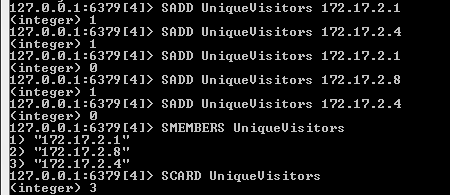 127.0.0.1:6379[4]> SADD UniqueVisitors 172.17.2.1
(integer) 1
127.0.0.1:6379[4]> SADD UniqueVisitors 172.17.2.4
(integer) 1
127.0.0.1:6379[4]> SADD UniqueVisitors 172.17.2.1
(integer) 0
127.0.0.1:6379[4]> SADD UniqueVisitors 172.17.2.8
(integer) 1
127.0.0.1:6379[4]> SADD UniqueVisitors 172.17.2.4
(integer) 0
127.0.0.1:6379[4]> SMEMBERS UniqueVisitors
1) "172.17.2.1"
2) "172.17.2.8"
3) "172.17.2.4"
127.0.0.1:6379[4]> SCARD UniqueVisitors
(integer) 3